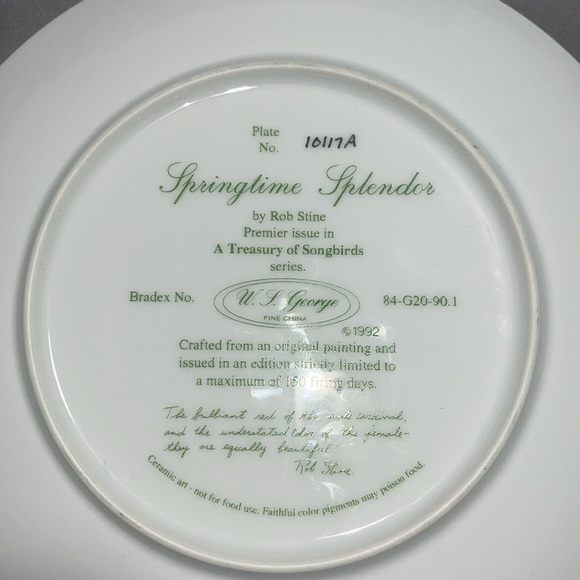 Plate
No. 10117A
Springtime Splendor
by Rob Stine
Premier issue in
A Treasury of Songbirds
series.
Bradex No. W. S. George 84-G20-90.1
FINE CHINA
©1992
Crafted from an original painting and
issued in an edition strictly limited to
a maximum of 150 firing days.
The brilliant red of the male cardinal,
and the understated color of the female-
they are equally beautiful!
Rob Stine
Ceramic art - not for food use. Faithful color pigments may poison food.